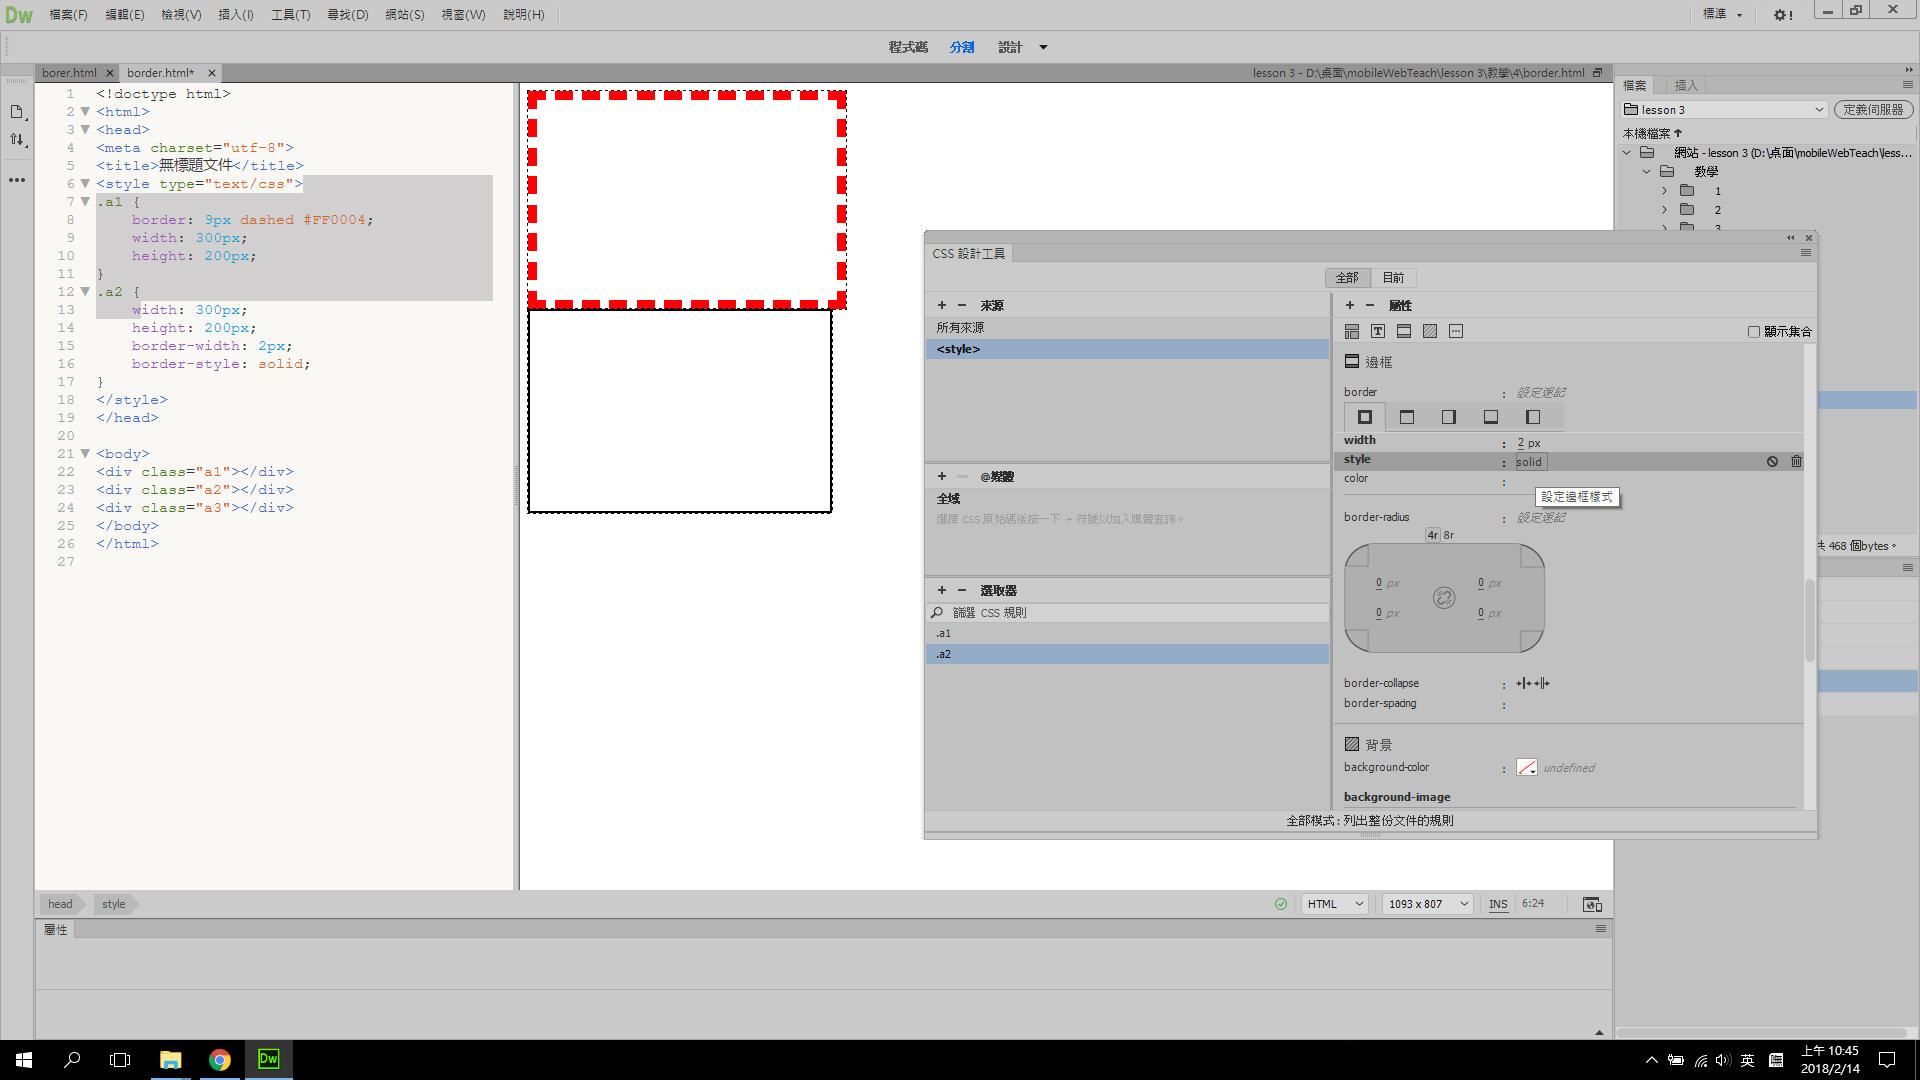 Dw 檔案(F) 編輯(E) 檢視(V) 插入(I) 工具(T) 尋找(D) 網站(S) 視窗(W) 說明(H) 標準
程式碼 分割 設計
borer.html border.html* lesson 3 - D:\桌面\mobileWebTeach\lesson 3\教學\4\border.html
1 <!doctype html>
2 <html>
3 <head>
4 <meta charset="utf-8">
5 <title>無標題文件</title>
6 <style type="text/css">
7 .a1 {
8 border: 9px dashed #FF0004;
9 width: 300px;
10 height: 200px;
11 }
12 .a2 {
13 width: 300px;
14 height: 200px;
15 border-width: 2px;
16 border-style: solid;
17 }
18 </style>
19 </head>
20
21 <body>
22 <div class="a1"></div>
23 <div class="a2"></div>
24 <div class="a3"></div>
25 </body>
26 </html>
27
檔案 插入
lesson 3 定義伺服器
本機檔案
網站 - lesson 3 (D:\桌面\mobileWebTeach\less...
教學
1
2
3
共 468 個bytes。
CSS 設計工具
全部 目前
來源
所有來源
<style>
@媒體
全域
選擇 CSS 原始碼後按一下 + 符號以加入媒體查詢。
選取器
篩選 CSS 規則
.a1
.a2
屬性
顯示集合
邊框
border : 設定速記
width : 2 px
style : solid
color :
設定邊框樣式
border-radius : 設定速記
4r 8r
0 px 0 px
0 px 0 px
border-collapse :
border-spacing :
背景
background-color : undefined
background-image
全部模式 : 列出整份文件的規則
head style HTML 1093 x 807 INS 6:24
屬性
Dw 英 上午 10:45
2018/2/14